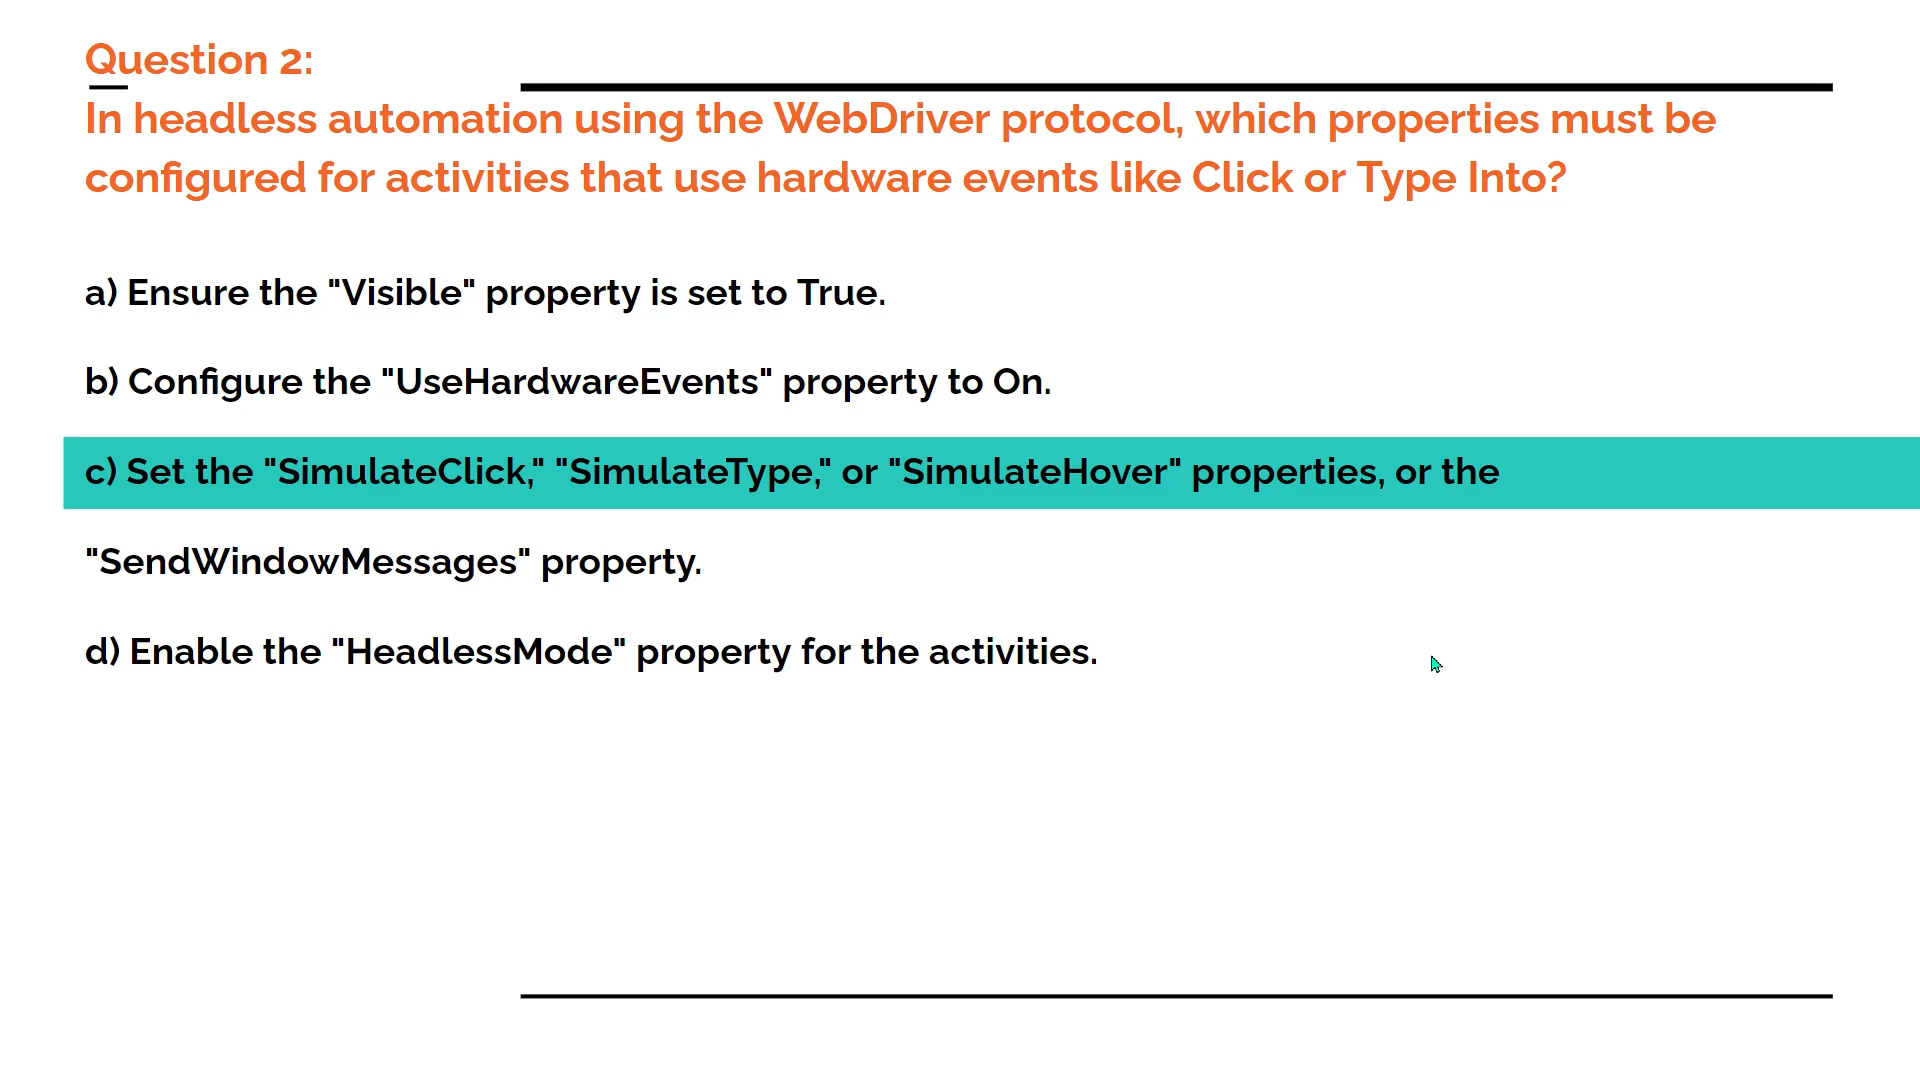 Question 2:
In headless automation using the WebDriver protocol, which properties must be
configured for activities that use hardware events like Click or Type Into?
a) Ensure the "Visible" property is set to True.
b) Configure the "UseHardwareEvents" property to On.
c) Set the "SimulateClick," "SimulateType," or "SimulateHover" properties, or the
"SendWindowMessages" property.
d) Enable the "HeadlessMode" property for the activities.